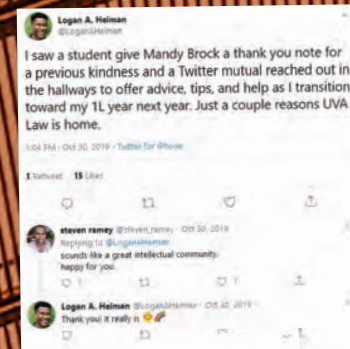 Logan A. Heiman
@LoganAHeiman
I saw a student give Mandy Brock a thank you note for
a previous kindness and a Twitter mutual reached out in
the hallways to offer advice, tips, and help as I transition
toward my 1L year next year. Just a couple reasons UVA
Law is home.
1:04 PM · Oct 30, 2019 · Twitter for iPhone
1 Retweet 15 Likes
steven ramey @steven_ramey · Oct 30, 2019
Replying to @LoganAHeiman
sounds like a great intellectual community.
happy for you.
Logan A. Heiman @LoganAHeiman · Oct 30, 2019
Thank you! It really is